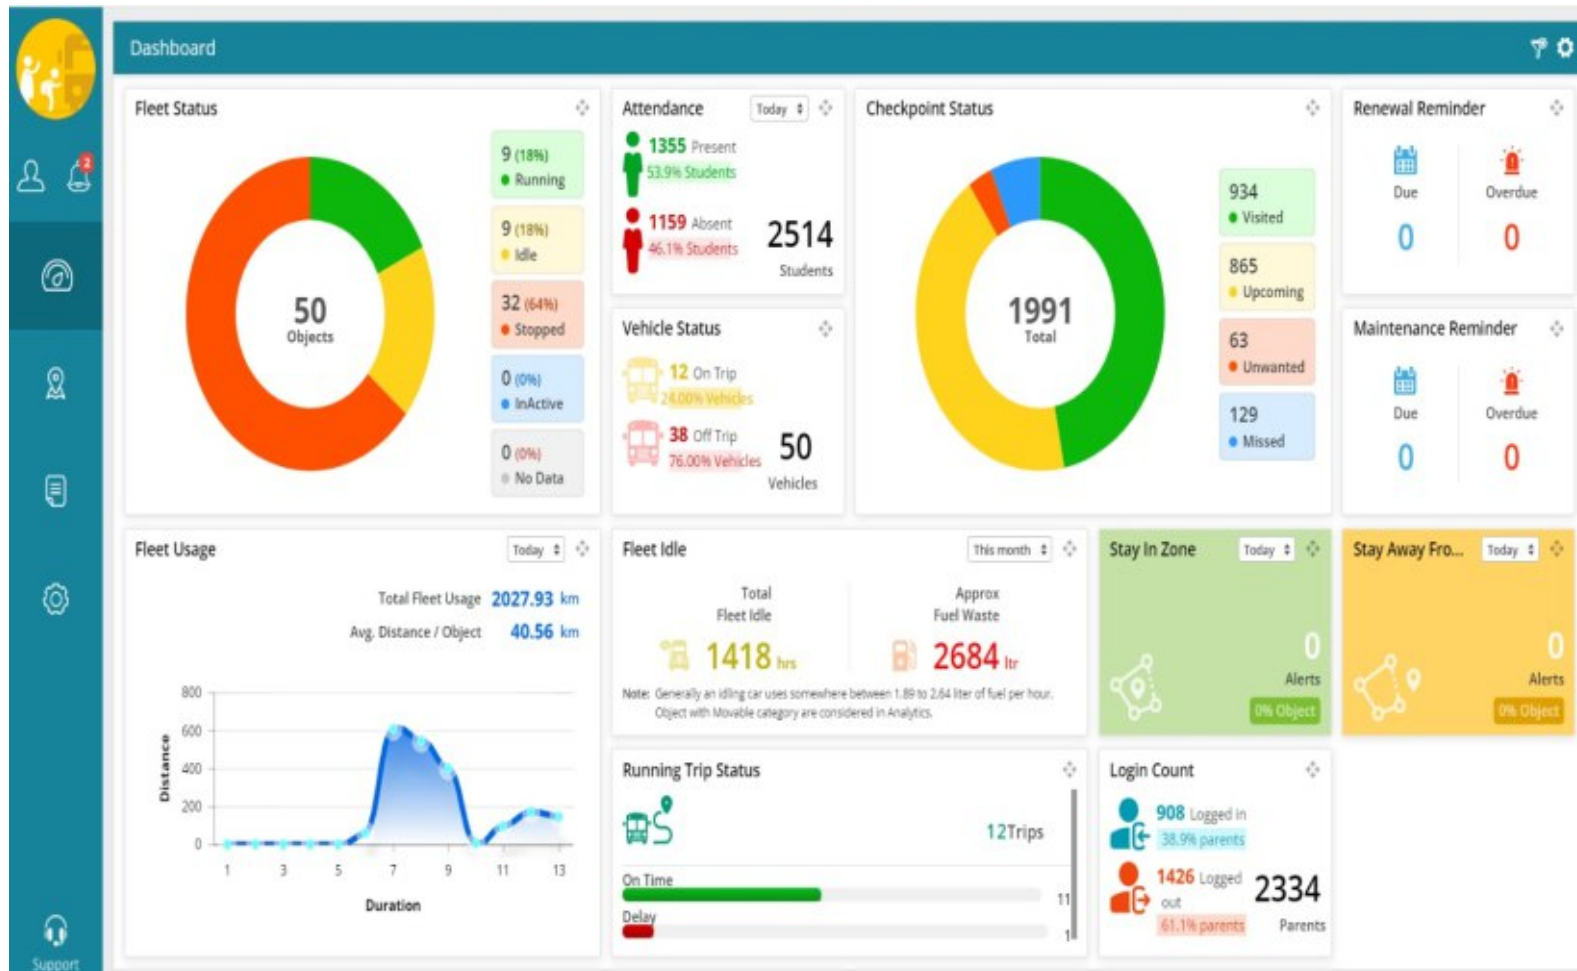 2
Support
Dashboard
Fleet Status
50
Objects
9 (18%)
Running
9 (18%)
Idle
32 (64%)
Stopped
0 (0%)
InActive
0 (0%)
No Data
Attendance
Today
1355 Present
53.9% Students
1159 Absent
46.1% Students
2514
Students
Vehicle Status
12 On Trip
24.00% Vehicles
38 Off Trip
76.00% Vehicles
50
Vehicles
Checkpoint Status
1991
Total
934
Visited
865
Upcoming
63
Unwanted
129
Missed
Renewal Reminder
Due
Overdue
0
0
Maintenance Reminder
Due
Overdue
0
0
Fleet Usage
Today
Total Fleet Usage 2027.93 km
Avg. Distance / Object 40.56 km
800
600
400
200
0
Distance
1 3 5 7 9 11 13
Duration
Fleet Idle
This month
Total
Fleet Idle
1418 hrs
Approx
Fuel Waste
2684 ltr
Note: Generally an idling car uses somewhere between 1.89 to 2.64 liter of fuel per hour.
Object with Movable category are considered in Analytics.
Stay In Zone
Today
0
Alerts
0% Object
Stay Away Fro...
Today
0
Alerts
0% Object
Running Trip Status
12Trips
On Time
11
Delay
1
Login Count
908 Logged in
38.9% parents
1426 Logged
out
61.1% parents
2334
Parents